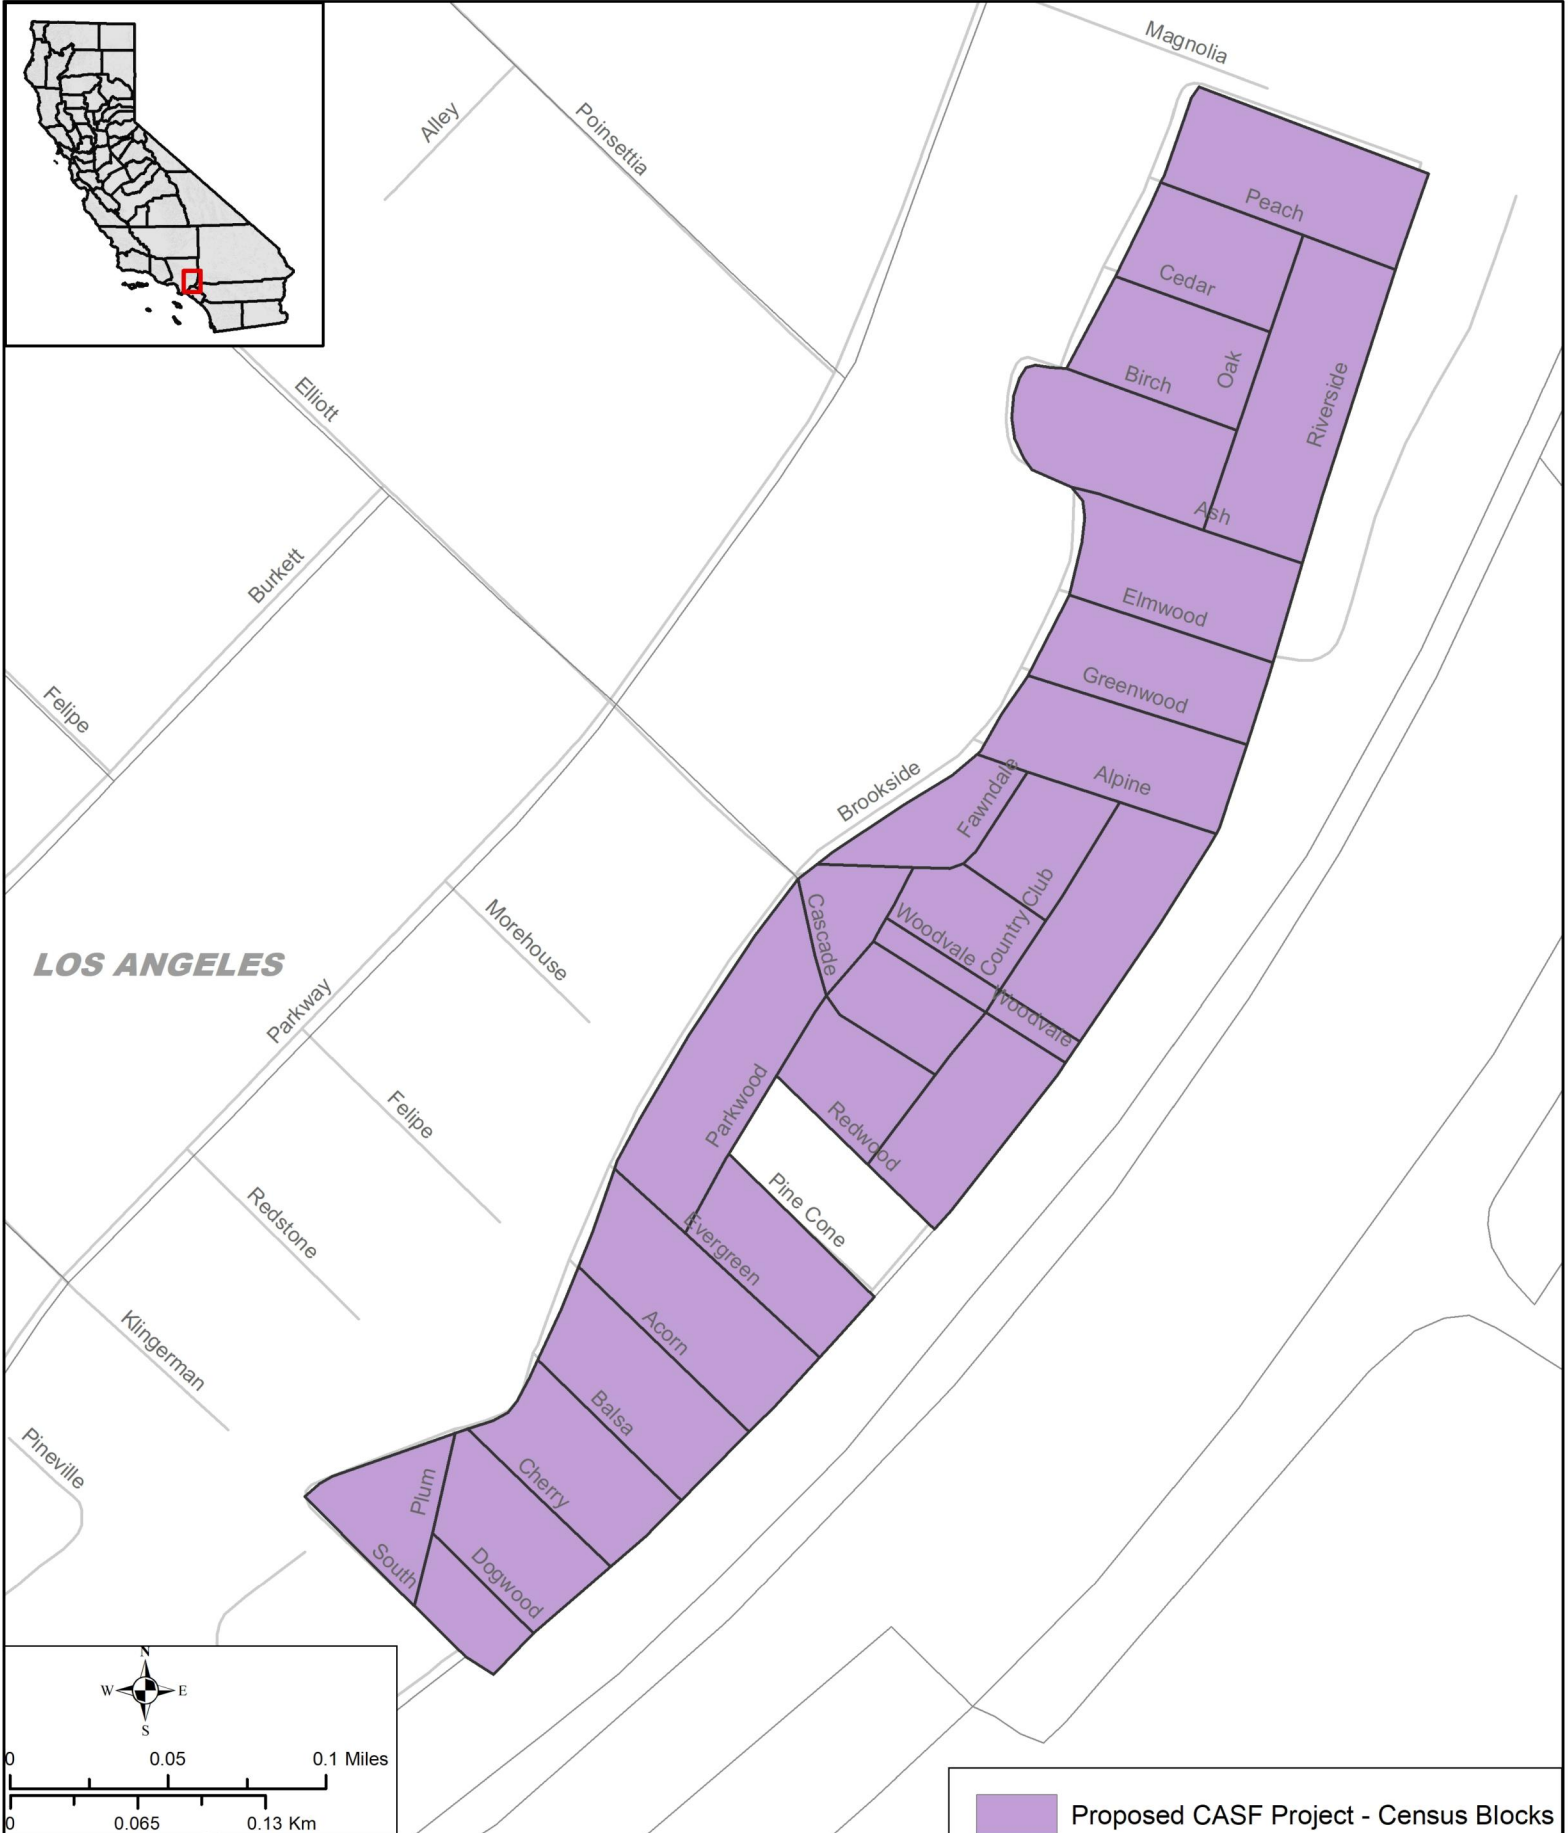 Magnolia
Alley
Poinsettia
Peach
Cedar
Oak
Birch
Riverside
Elliott
Ash
Burkett
Elmwood
Greenwood
Felipe
Alpine
Fawndale
Brookside
Country Club
Cascade
Woodvale
Morehouse
LOS ANGELES
Woodvale
Parkway
Parkwood
Felipe
Redwood
Pine Cone
Redstone
Evergreen
Acorn
Klingerman
Balsa
Pineville
Plum
Cherry
South
Dogwood
N
W E
S
0 0.05 0.1 Miles
0 0.065 0.13 Km
Proposed CASF Project - Census Blocks